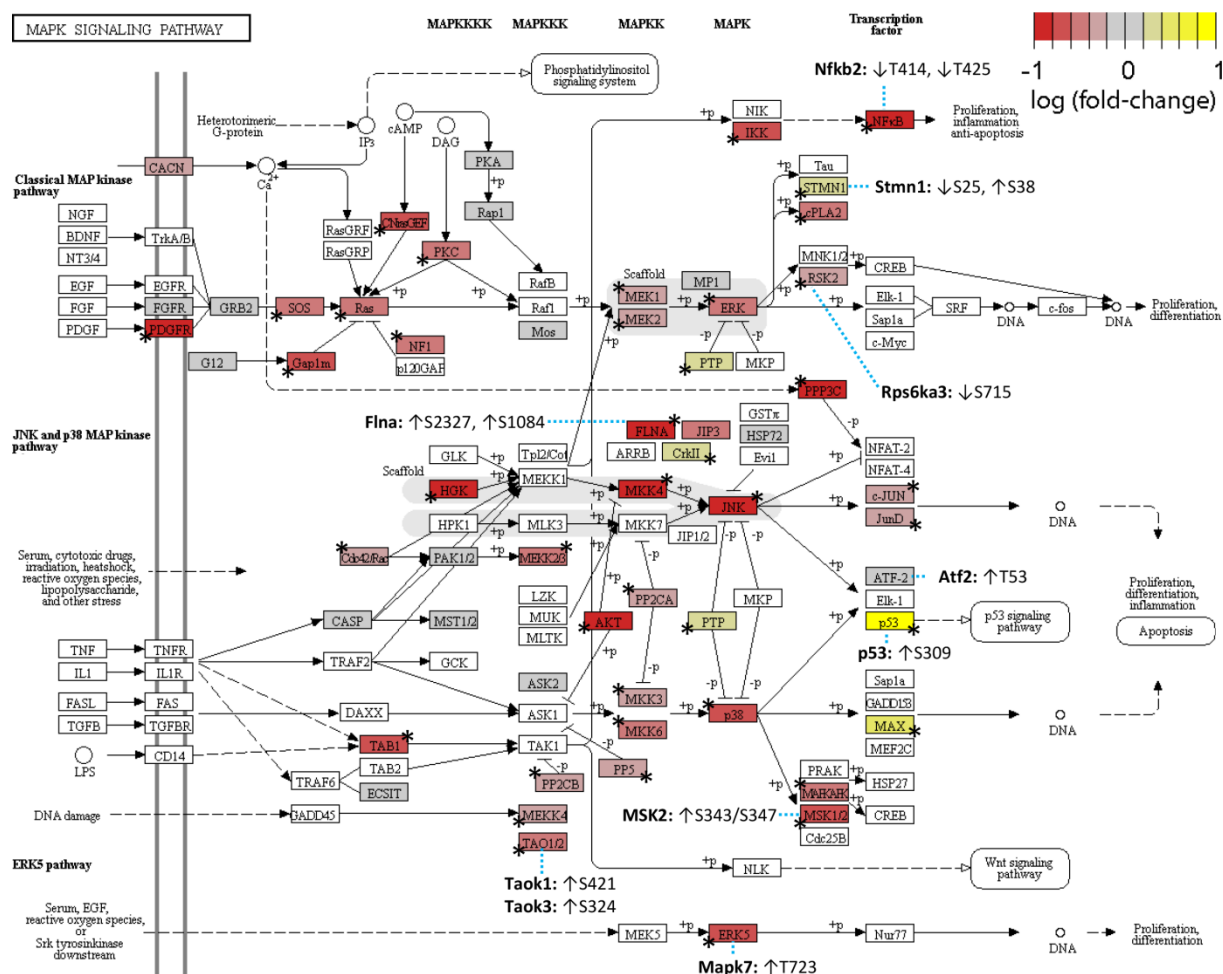 MAPK SIGNALING PATHWAY
MAPKKKK MAPKKK MAPKK MAPK Transcription factor
-1 0 1
log (fold-change)
Phosphatidylinositol signaling system
Nfkb2: ↓T414, ↓T425
Heterotorimeric G-protein
IP3
cAMP
DAG
NIK
+p
IKK
NFκB
Proliferation, inflammation anti-apoptosis
CACN
Ca2+
PKA
+p
Rap1
Tau
+p
STMN1
Stmn1: ↓S25, ↑S38
+p
cPLA2
Classical MAP kinase pathway
NGF
BDNF
NT3/4
TrkA/B
RasGRF
RasGRP
CNrasGEF
PKC
RafB
Scaffold
MNK1/2
CREB
EGF
EGFR
FGF
FGFR
PDGF
PDGFR
GRB2
SOS
Ras
+p
+p
Raf1
Mos
+p
MEK1
MEK2
+p
MP1
ERK
+p
RSK2
+p
Elk-1
Sap1a
c-Myc
SRF
DNA
c-fos
DNA
Proliferation, differentiation
G12
Gap1m
NF1
p120GAP
-p
-p
PTP
MKP
PPP3C
Rps6ka3: ↓S715
JNK and p38 MAP kinase pathway
Flna: ↑S2327, ↑S1084
FLNA
JIP3
ARRB
CrkII
GSTπ
HSP72
Evi1
-p
NFAT-2
NFAT-4
GLK
Scaffold
HGK
Tpl2/Cot
+p
+p
MEKK1
+p
MKK4
+p
JNK
c-JUN
+p
JunD
DNA
HPK1
+p
MLK3
+p
MKK7
+p
JIP1/2
Serum, cytotoxic drugs, irradiation, heatshock, reactive oxygen species, lipopolysaccharide, and other stress
Cdc42/Rac
PAK1/2
+p
MEKK2/3
-p
-p
-p
+p
+p
ATF-2
Atf2: ↑T53
Elk-1
p53
p53 signaling pathway
p53: ↑S309
Proliferation, differentiation, inflammation
Apoptosis
LZK
MUK
MLTK
PP2CA
AKT
PTP
MKP
CASP
MST1/2
TNF
TNFR
IL1
IL1R
TRAF2
GCK
ASK2
+p
-p
-p
-p
+p
Sap1a
GADD153
MAX
MEF2C
+p
DNA
FASL
FAS
DAXX
ASK1
+p
MKK3
MKK6
+p
p38
TGFB
TGFBR
LPS
CD14
TAB1
TAK1
-p
TAB2
TRAF6
ECSIT
-p
PP2CB
PP5
+p
PRAK
+p
HSP27
+p
MSK1/2
CREB
Cdc25B
MSK2: ↑S343/S347
DNA damage
GADD45
MEKK4
TAO1/2
Taok1: ↑S421
Taok3: ↑S324
+p
NLK
Wnt signaling pathway
ERK5 pathway
Serum, EGF, reactive oxygen species, or Srk tyrosinkinase downstream
MEK5
+p
ERK5
+p
Nur77
DNA
Proliferation, differentiation
Mapk7: ↑T723